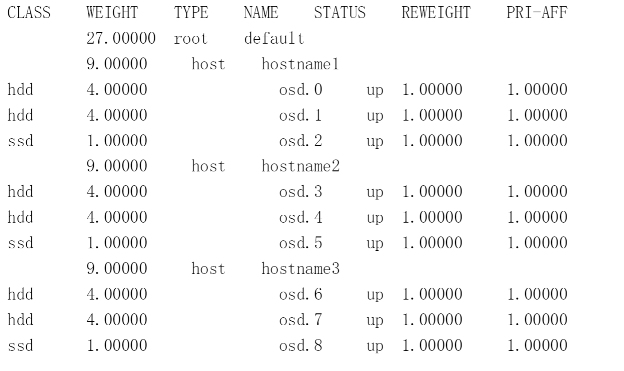 CLASS WEIGHT TYPE NAME STATUS REWEIGHT PRI-AFF
27.00000 root default
9.00000 host hostname1
hdd 4.00000 osd.0 up 1.00000 1.00000
hdd 4.00000 osd.1 up 1.00000 1.00000
ssd 1.00000 osd.2 up 1.00000 1.00000
9.00000 host hostname2
hdd 4.00000 osd.3 up 1.00000 1.00000
hdd 4.00000 osd.4 up 1.00000 1.00000
ssd 1.00000 osd.5 up 1.00000 1.00000
9.00000 host hostname3
hdd 4.00000 osd.6 up 1.00000 1.00000
hdd 4.00000 osd.7 up 1.00000 1.00000
ssd 1.00000 osd.8 up 1.00000 1.00000